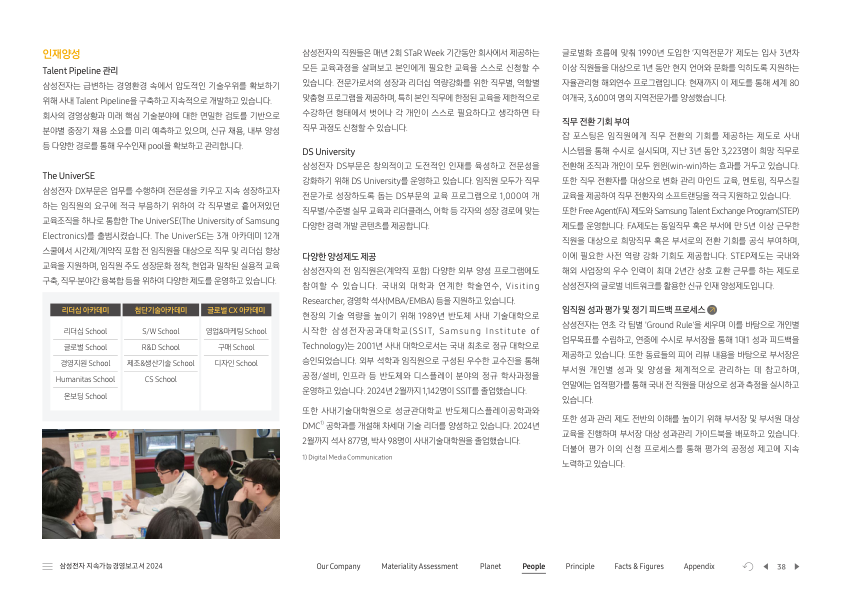 인재양성
Talent Pipeline 관리
삼성전자는 급변하는 경영환경 속에서 압도적인 기술우위를 확보하기
위해 사내 Talent Pipeline을 구축하고 지속적으로 개발하고 있습니다.
회사의 경영상황과 미래 핵심 기술분야에 대한 면밀한 검토를 기반으로
분야별 중장기 채용 소요를 미리 예측하고 있으며, 신규 채용, 내부 양성
등 다양한 경로를 통해 우수인재 pool을 확보하고 관리합니다.
The UniverSE
삼성전자 DX부문은 업무를 수행하며 전문성을 키우고 지속 성장하고자
하는 임직원의 요구에 적극 부응하기 위하여 각 직무별로 흩어져있던
교육조직을 하나로 통합한 The UniverSE(The University of Samsung
Electronics)를 출범시켰습니다. The UniverSE는 3개 아카데미 12개
스쿨에서 시간제/계약직 포함 전 임직원을 대상으로 직무 및 리더십 향상
교육을 지원하며, 임직원 주도 성장문화 정착, 현업과 밀착된 실용적 교육
구축, 직무 분야간 융복합 등을 위하여 다양한 제도를 운영하고 있습니다.
리더십 아카데미 첨단기술아카데미 글로벌 CX 아카데미
리더십 School S/W School 영업&마케팅 School
글로벌 School R&D School 구매 School
경영지원 School 제조&생산기술 School 디자인 School
Humanitas School CS School
온보딩 School
삼성전자의 직원들은 매년 2회 STaR Week 기간동안 회사에서 제공하는
모든 교육과정을 살펴보고 본인에게 필요한 교육을 스스로 신청할 수
있습니다. 전문가로서의 성장과 리더십 역량강화를 위한 직무별, 역할별
맞춤형 프로그램을 제공하며, 특히 본인 직무에 한정된 교육을 제한적으로
수강하던 형태에서 벗어나 각 개인이 스스로 필요하다고 생각하면 타
직무 과정도 신청할 수 있습니다.
DS University
삼성전자 DS부문은 창의적이고 도전적인 인재를 육성하고 전문성을
강화하기 위해 DS University를 운영하고 있습니다. 임직원 모두가 직무
전문가로 성장하도록 돕는 DS부문의 교육 프로그램으로 1,000여 개
직무별/수준별 실무 교육과 리더클래스, 어학 등 각자의 성장 경로에 맞는
다양한 경력 개발 콘텐츠를 제공합니다.
다양한 양성제도 제공
삼성전자의 전 임직원은(계약직 포함) 다양한 외부 양성 프로그램에도
참여할 수 있습니다. 국내외 대학과 연계한 학술연수, Visiting
Researcher, 경영학 석사(MBA/EMBA) 등을 지원하고 있습니다.
현장의 기술 역량을 높이기 위해 1989년 반도체 사내 기술대학으로
시작한 삼성전자공과대학교(SSIT, Samsung Institute of
Technology)는 2001년 사내 대학으로서는 국내 최초로 정규 대학으로
승인되었습니다. 외부 석학과 임직원으로 구성된 우수한 교수진을 통해
공정/설비, 인프라 등 반도체와 디스플레이 분야의 정규 학사과정을
운영하고 있습니다. 2024년 2월까지 1,142명이 SSIT를 졸업했습니다.
또한 사내기술대학원으로 성균관대학교 반도체디스플레이공학과와
DMC1) 공학과를 개설해 차세대 기술 리더를 양성하고 있습니다. 2024년
2월까지 석사 877명, 박사 98명이 사내기술대학원을 졸업했습니다.
1) Digital Media Communication
글로벌화 흐름에 맞춰 1990년 도입한 '지역전문가' 제도는 입사 3년차
이상 직원들을 대상으로 1년 동안 현지 언어와 문화를 익히도록 지원하는
자율관리형 해외연수 프로그램입니다. 현재까지 이 제도를 통해 세계 80
여개국, 3,600여 명의 지역전문가를 양성했습니다.
직무 전환 기회 부여
잡 포스팅은 임직원에게 직무 전환의 기회를 제공하는 제도로 사내
시스템을 통해 수시로 실시되며, 지난 3년 동안 3,223명이 희망 직무로
전환해 조직과 개인이 모두 윈윈(win-win)하는 효과를 거두고 있습니다.
또한 직무 전환자를 대상으로 변화 관리 마인드 교육, 멘토링, 직무스킬
교육을 제공하여 직무 전환자의 소프트랜딩을 적극 지원하고 있습니다.
또한 Free Agent(FA) 제도와 Samsung Talent Exchange Program(STEP)
제도를 운영합니다. FA제도는 동일직무 혹은 부서에 만 5년 이상 근무한
직원을 대상으로 희망직무 혹은 부서로의 전환 기회를 공식 부여하며,
이에 필요한 사전 역량 강화 기회도 제공합니다. STEP제도는 국내와
해외 사업장의 우수 인력이 최대 2년간 상호 교환 근무를 하는 제도로
삼성전자의 글로벌 네트워크를 활용한 신규 인재 양성제도입니다.
임직원 성과 평가 및 정기 피드백 프로세스
삼성전자는 연초 각 팀별 'Ground Rule'을 세우며 이를 바탕으로 개인별
업무목표를 수립하고, 연중에 수시로 부서장을 통해 1대1 성과 피드백을
제공하고 있습니다. 또한 동료들의 피어 리뷰 내용을 바탕으로 부서장은
부서원 개인별 성과 및 양성을 체계적으로 관리하는 데 참고하며,
연말에는 업적평가를 통해 국내 전 직원을 대상으로 성과 측정을 실시하고
있습니다.
또한 성과 관리 제도 전반의 이해를 높이기 위해 부서장 및 부서원 대상
교육을 진행하며 부서장 대상 성과관리 가이드북을 배포하고 있습니다.
더불어 평가 이의 신청 프로세스를 통해 평가의 공정성 제고에 지속
노력하고 있습니다.
삼성전자 지속가능경영보고서 2024
Our Company Materiality Assessment Planet People Principle Facts & Figures Appendix 38